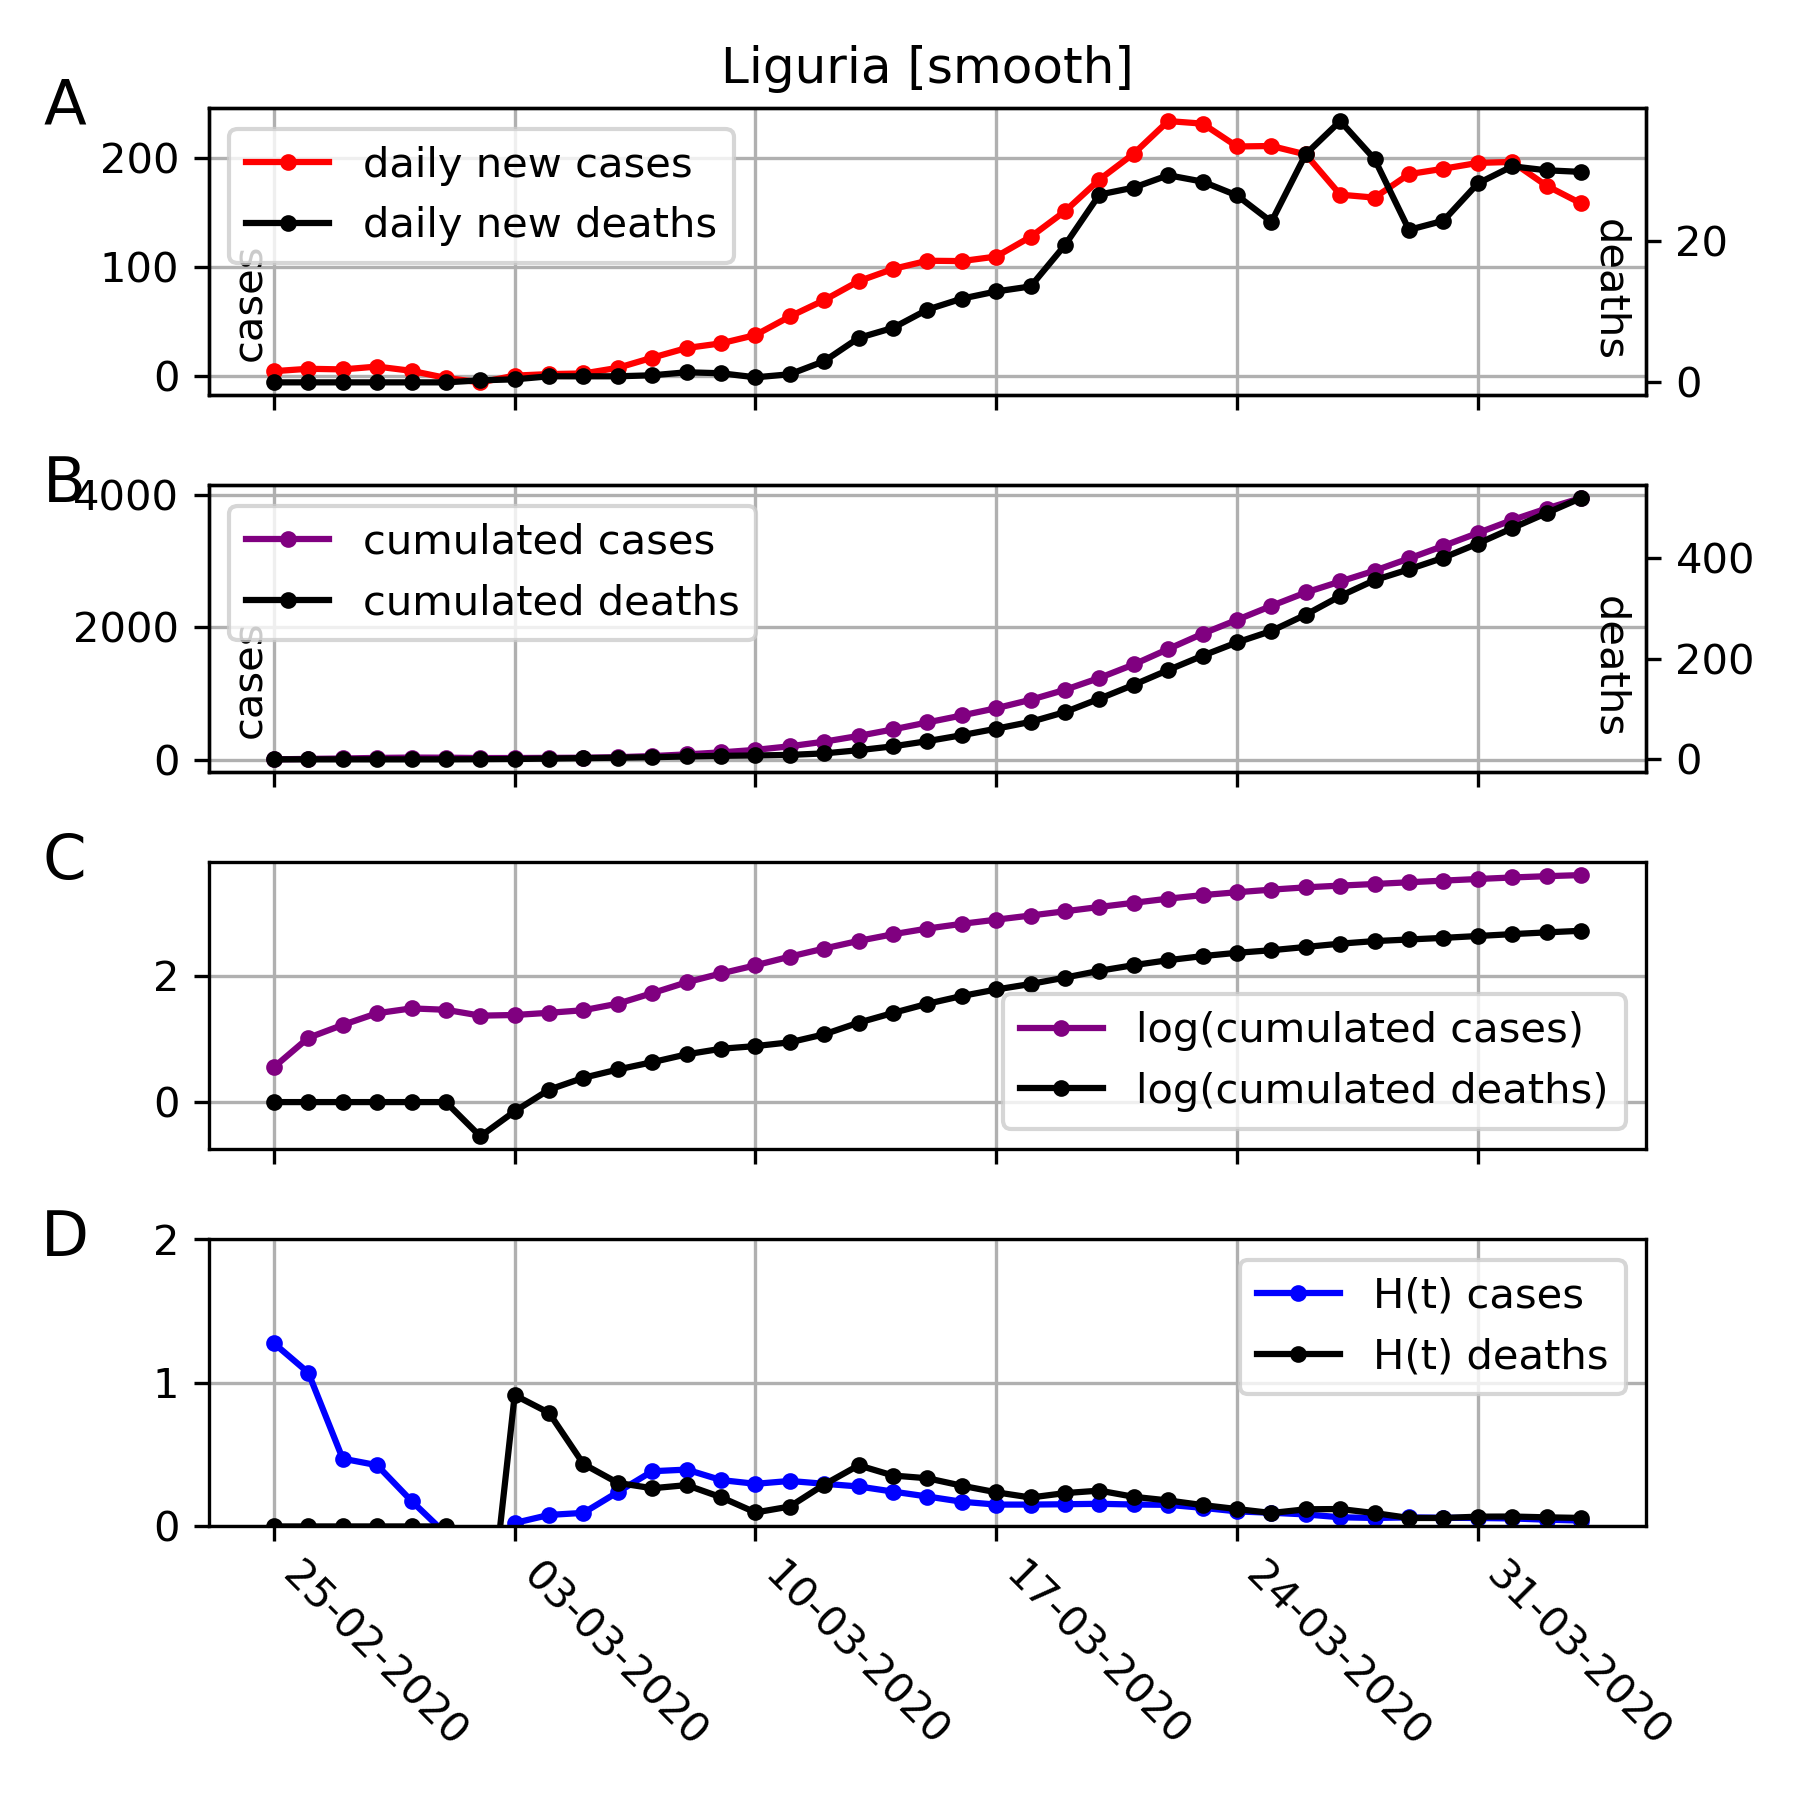 Liguria [smooth]
A
daily new cases
daily new deaths
200
100
0
cases
20
0
deaths
B
cumulated cases
cumulated deaths
4000
2000
0
cases
400
200
0
deaths
C
2
0
log(cumulated cases)
log(cumulated deaths)
D
2
1
0
H(t) cases
H(t) deaths
25-02-2020
03-03-2020
10-03-2020
17-03-2020
24-03-2020
31-03-2020